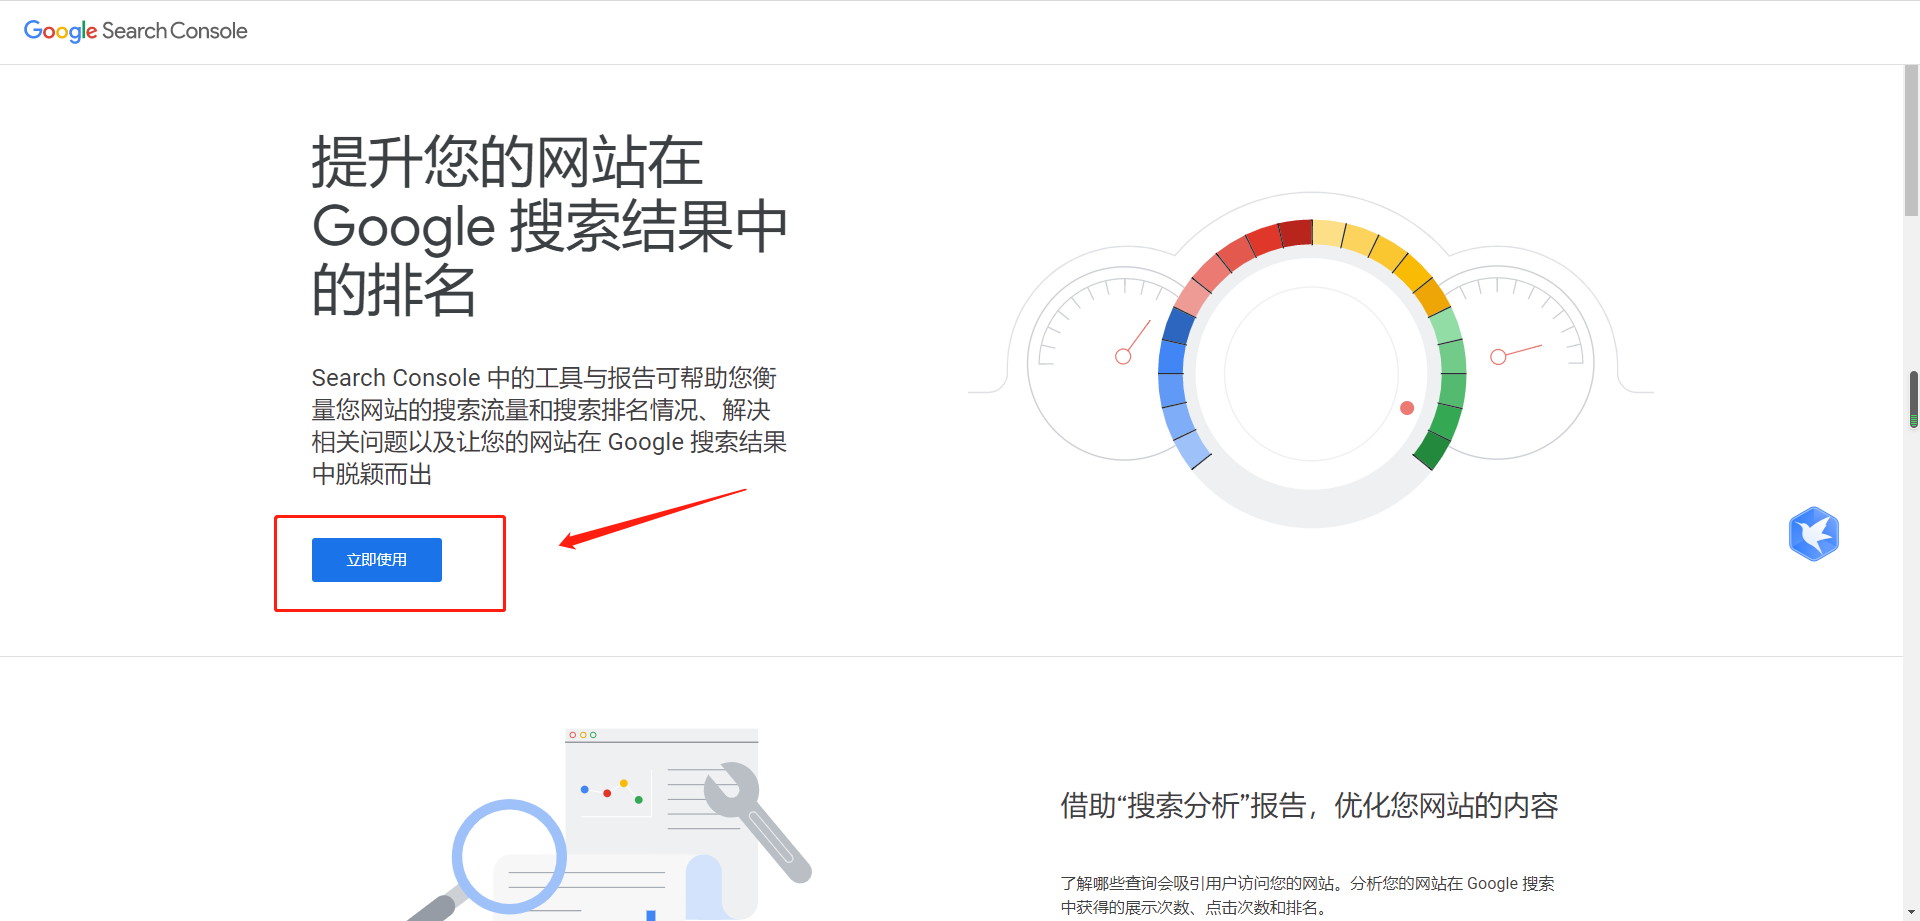 Google Search Console
提升您的网站在
Google 搜索结果中
的排名
Search Console 中的工具与报告可帮助您衡
量您网站的搜索流量和搜索排名情况、解决
相关问题以及让您的网站在 Google 搜索结果
中脱颖而出
立即使用
借助“搜索分析”报告，优化您网站的内容
了解哪些查询会吸引用户访问您的网站。分析您的网站在 Google 搜索
中获得的展示次数、点击次数和排名。